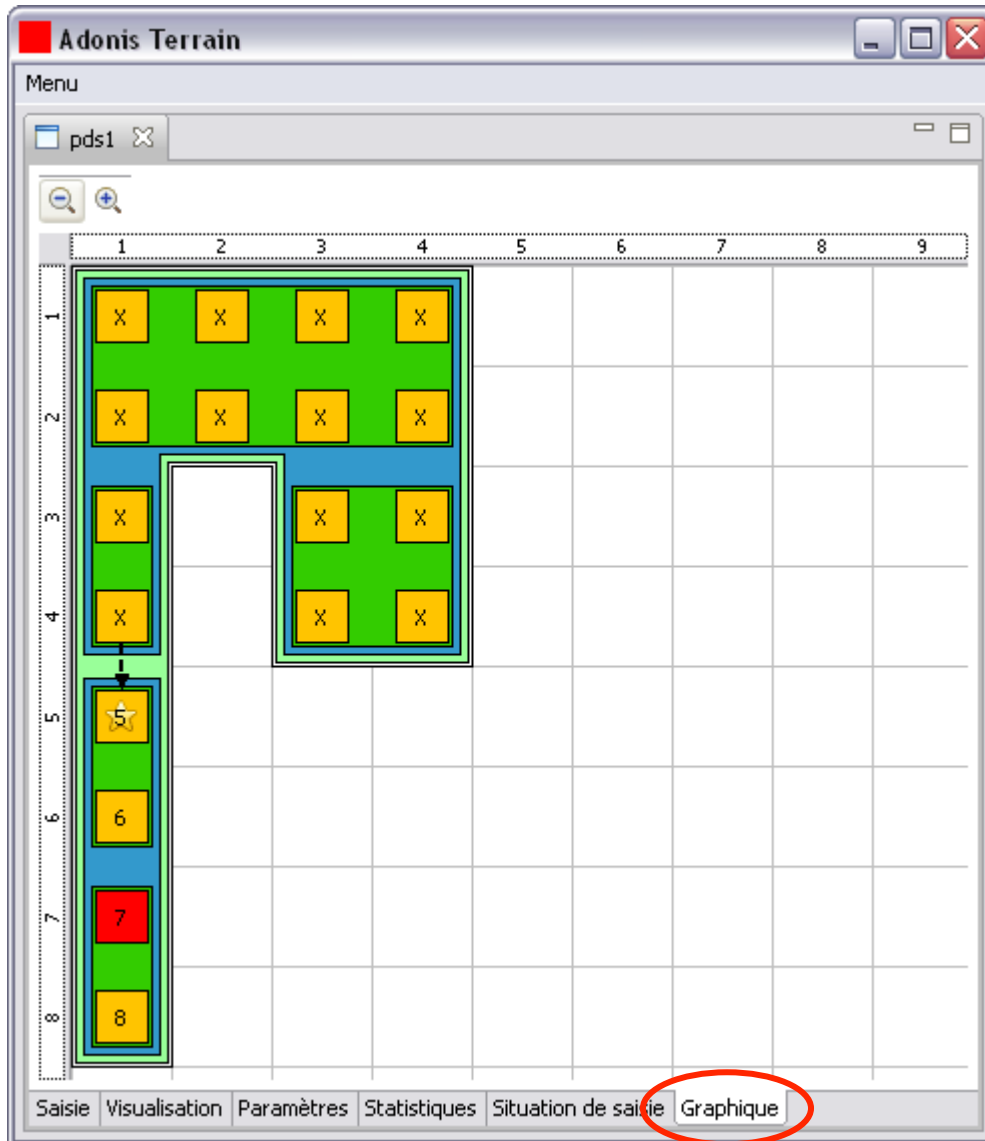 Adonis Terrain
Menu
pds1
1 2 3 4 5 6 7 8 9
1 X X X X
2 X X X X
3 X X X
4 X X X
5 5
6 6
7 7
8 8
Saisie Visualisation Paramètres Statistiques Situation de saisie Graphique